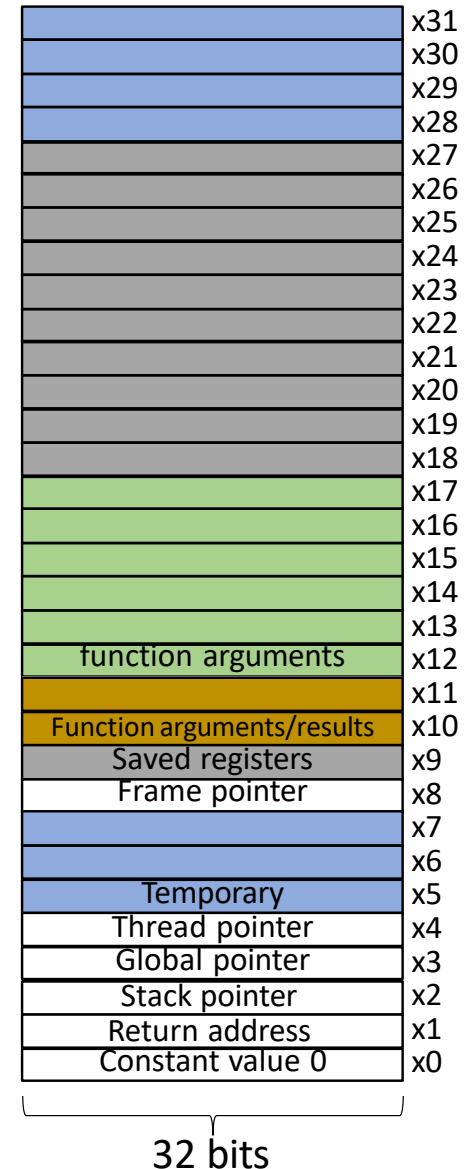 x31
x30
x29
x28
x27
x26
x25
x24
x23
x22
x21
x20
x19
x18
x17
x16
x15
x14
x13
function arguments x12
x11
Function arguments/results x10
Saved registers x9
Frame pointer x8
x7
x6
Temporary x5
Thread pointer x4
Global pointer x3
Stack pointer x2
Return address x1
Constant value 0 x0
32 bits